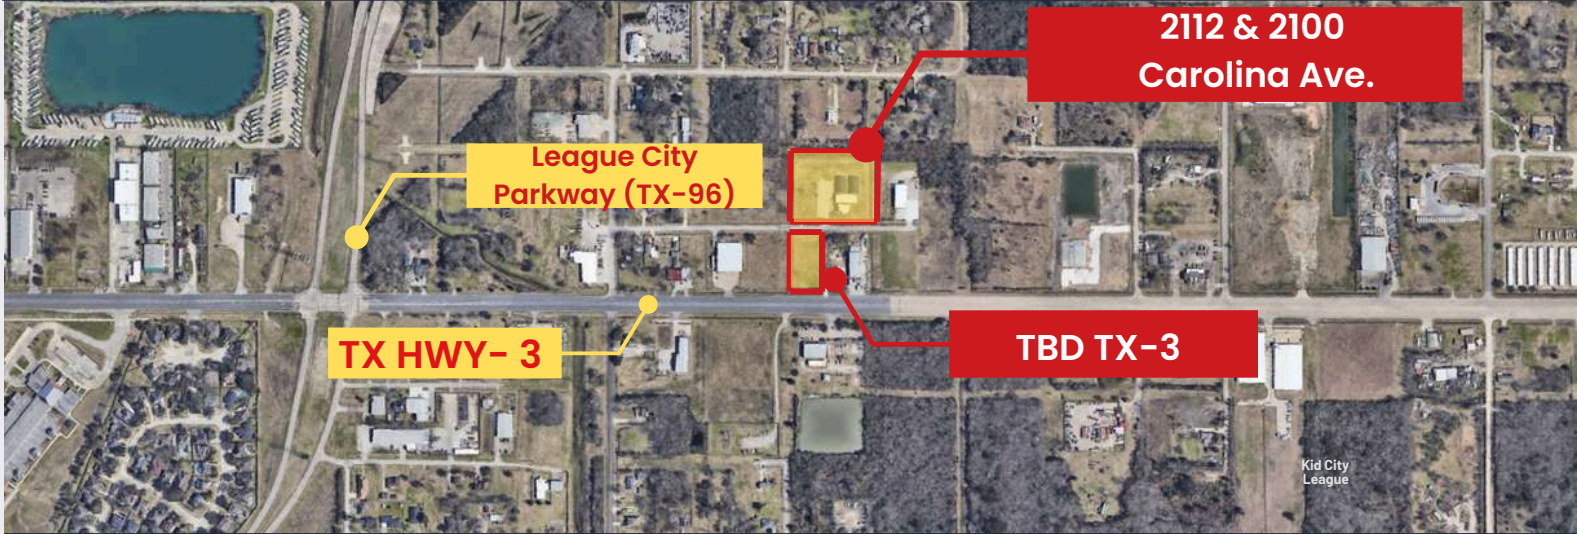 2112 & 2100
Carolina Ave.
League City
Parkway (TX-96)
TX HWY- 3
TBD TX-3
Kid City
League